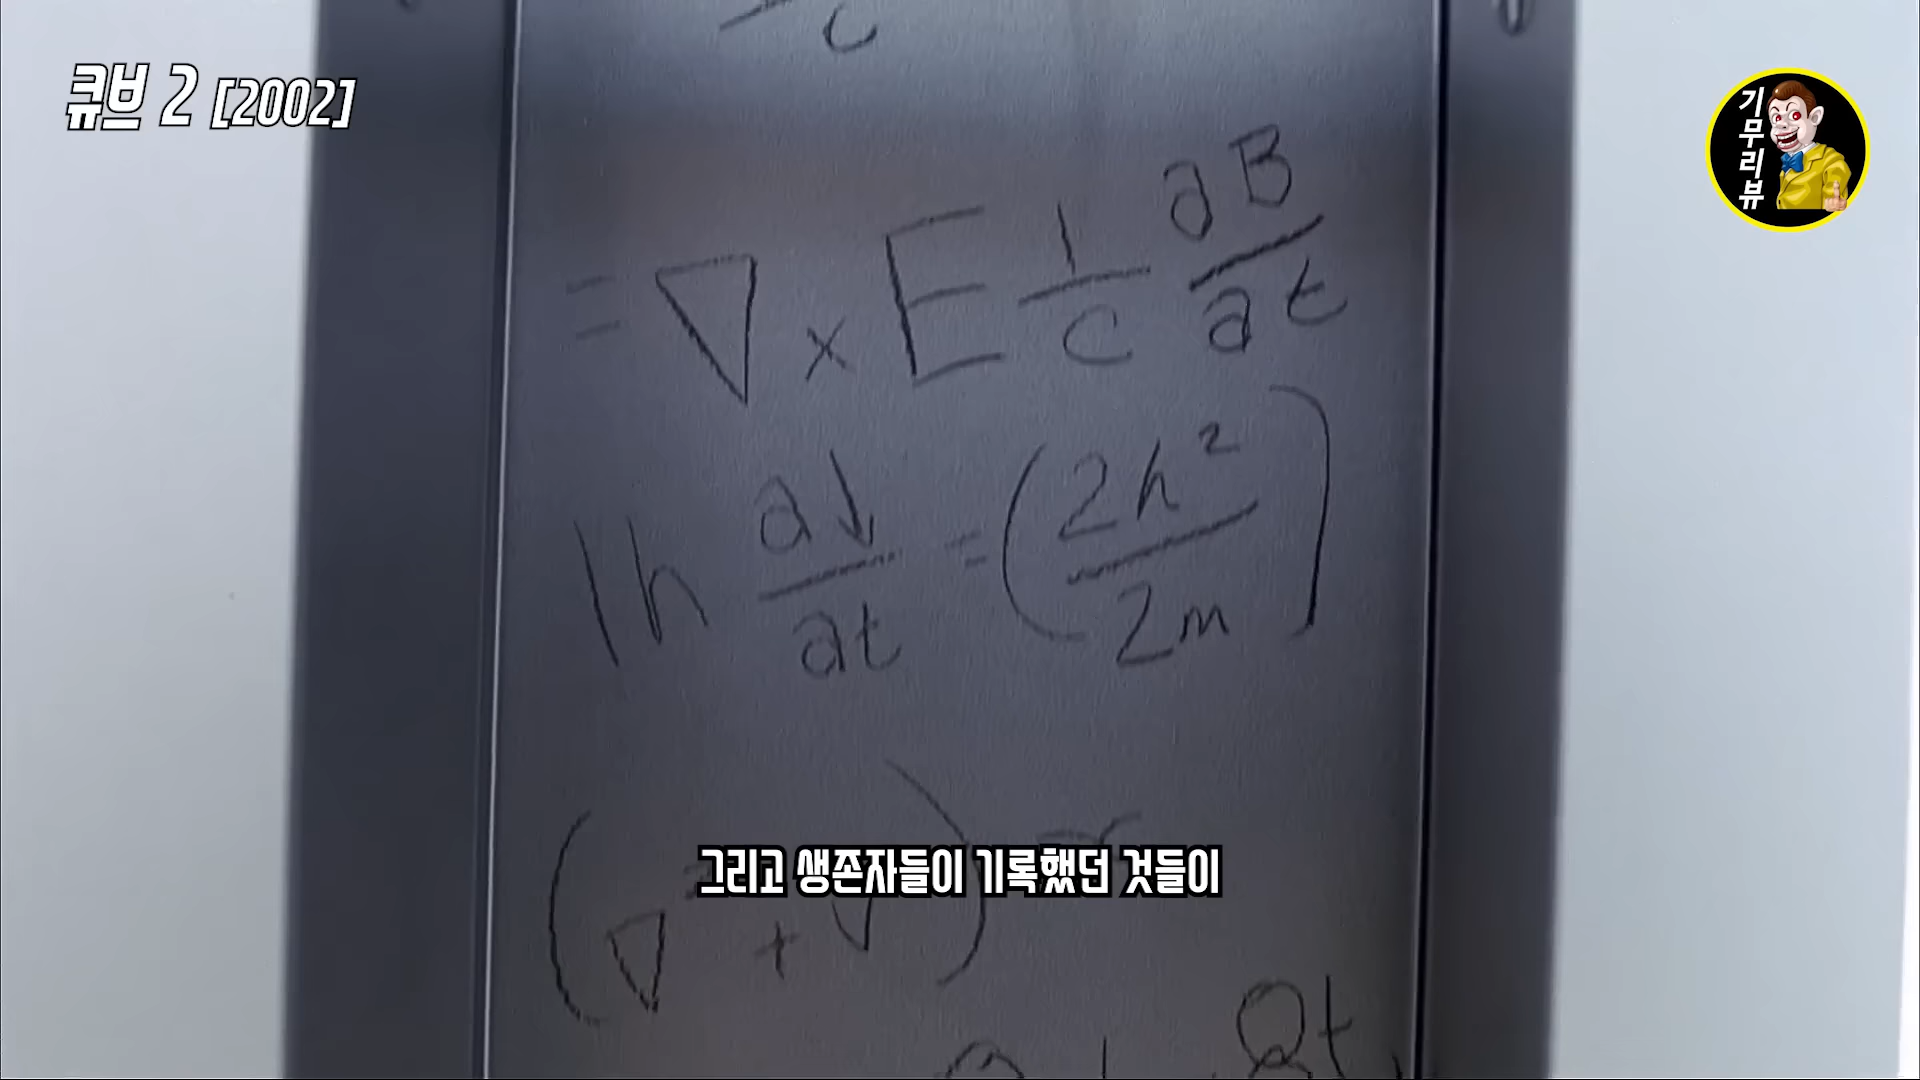 큐브 2 [2002]
기무리뷰
c
= ∇ × E 1/c ∂B/∂t
1h ∂↓/∂t = (2h²/2m)
(∇ + V)
그리고 생존자들이 기록했던 것들이